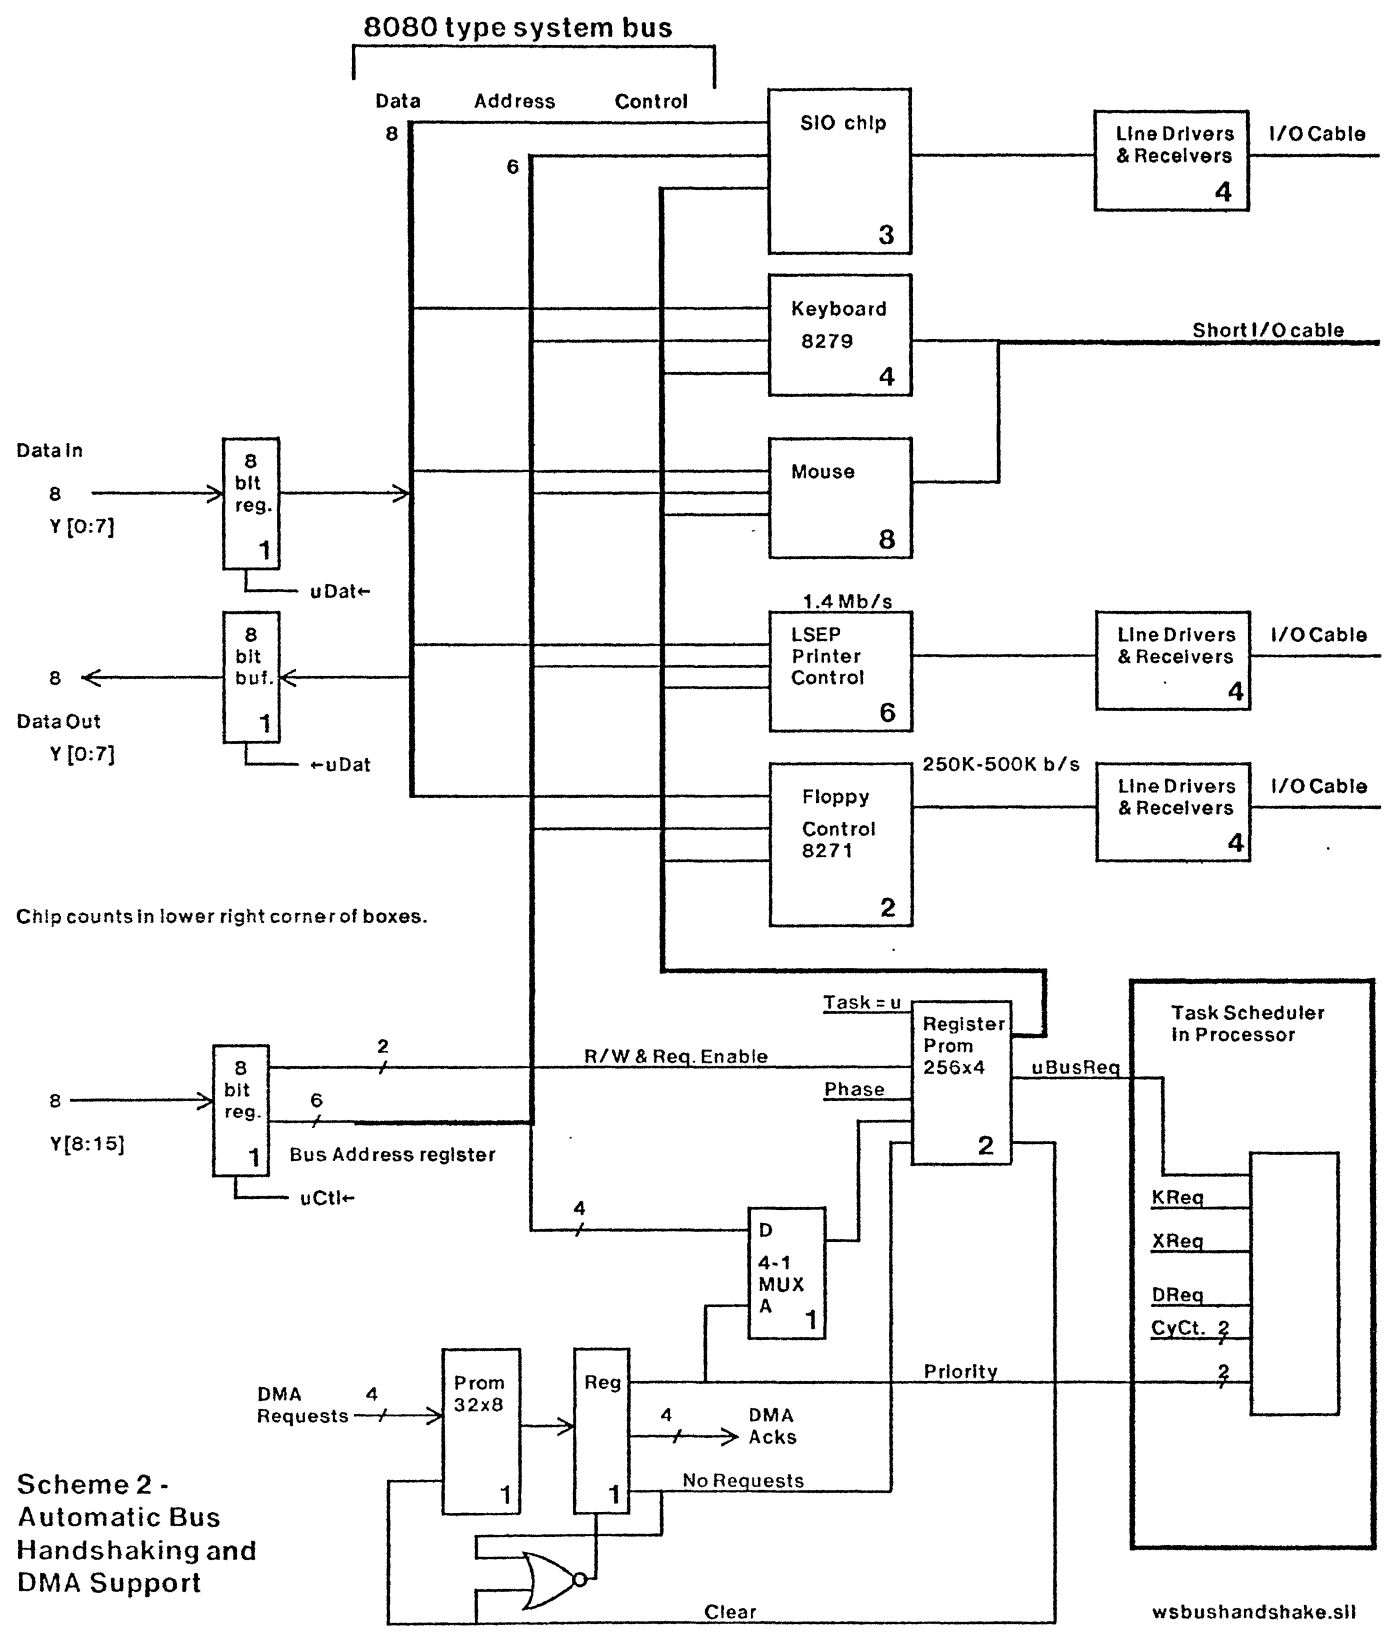 8080 type system bus
Data Address Control
8
6
SIO chip
3
Line Drivers
& Receivers
4
I/O Cable
Keyboard
8279
4
Short I/O cable
Mouse
8
Data In
8
Y [0:7]
8
bit
reg.
1
uDat←
8
bit
buf.
1
←uDat
8
Data Out
Y [0:7]
1.4 Mb/s
LSEP
Printer
Control
6
Line Drivers
& Receivers
4
I/O Cable
250K-500K b/s
Floppy
Control
8271
2
Line Drivers
& Receivers
4
I/O Cable
Chip counts in lower right corner of boxes.
Task = u
Register
Prom
256x4
2
Task Scheduler
in Processor
2
R/W & Req. Enable
uBusReq
Phase
8
Y[8:15]
8
bit
reg.
1
6
Bus Address register
uCtl←
4
D
4-1
MUX
A
1
KReq
XReq
DReq
CyCt. 2
Priority
2
DMA
Requests
4
Prom
32x8
1
Reg
1
4
DMA
Acks
No Requests
Clear
Scheme 2 -
Automatic Bus
Handshaking and
DMA Support
wsbushandshake.sil